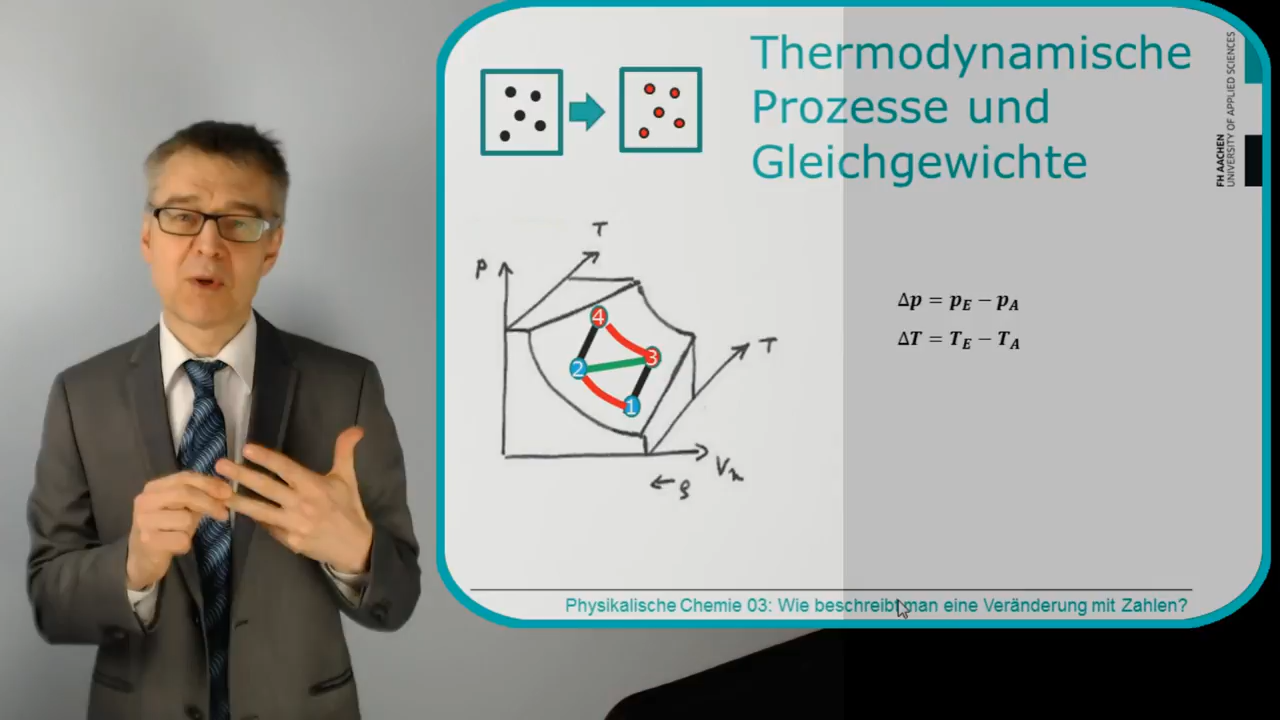 Thermodynamische
Prozesse und
Gleichgewichte
FH AACHEN
UNIVERSITY OF APPLIED SCIENCES
T
P
4
3
2
1
T
Vm
← ρ
Δp = p_E − p_A
ΔT = T_E − T_A
Physikalische Chemie 03: Wie beschreibt man eine Veränderung mit Zahlen?